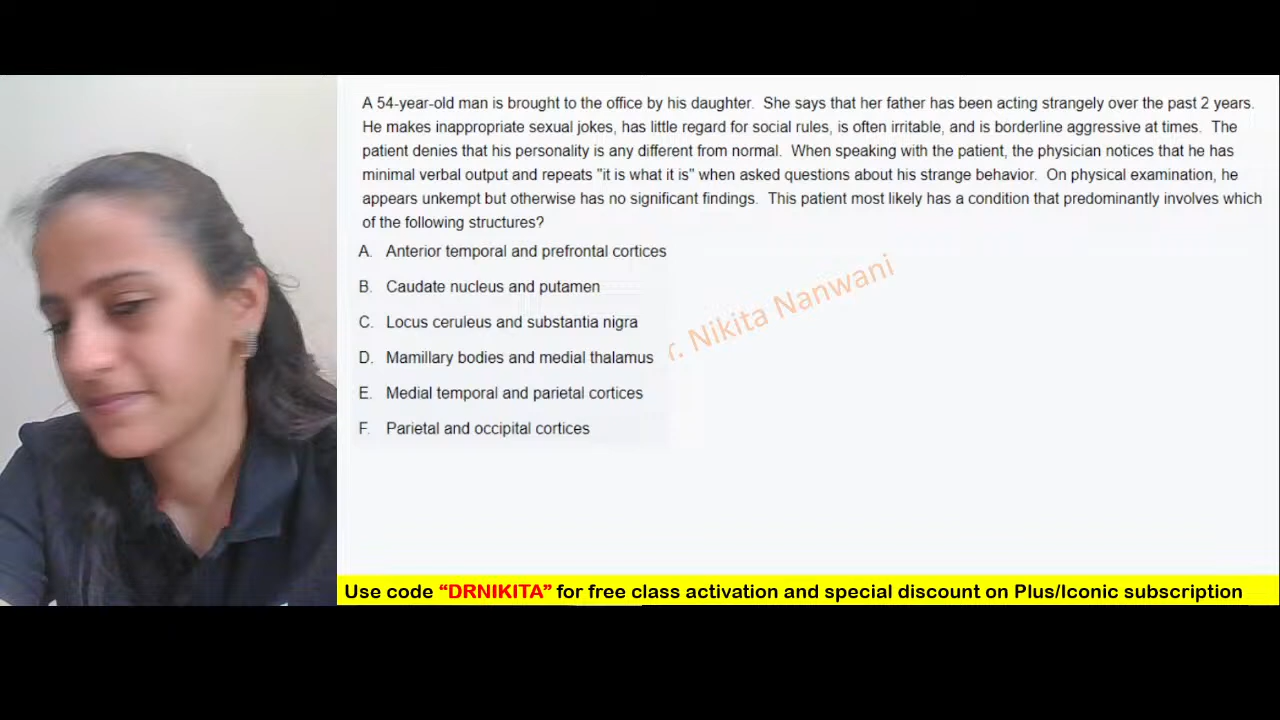 A 54-year-old man is brought to the office by his daughter. She says that her father has been acting strangely over the past 2 years.
He makes inappropriate sexual jokes, has little regard for social rules, is often irritable, and is borderline aggressive at times. The
patient denies that his personality is any different from normal. When speaking with the patient, the physician notices that he has
minimal verbal output and repeats "it is what it is" when asked questions about his strange behavior. On physical examination, he
appears unkempt but otherwise has no significant findings. This patient most likely has a condition that predominantly involves which
of the following structures?
A. Anterior temporal and prefrontal cortices
B. Caudate nucleus and putamen
C. Locus ceruleus and substantia nigra
D. Mamillary bodies and medial thalamus
E. Medial temporal and parietal cortices
F. Parietal and occipital cortices
r. Nikita Nanwani
Use code “DRNIKITA” for free class activation and special discount on Plus/Iconic subscription